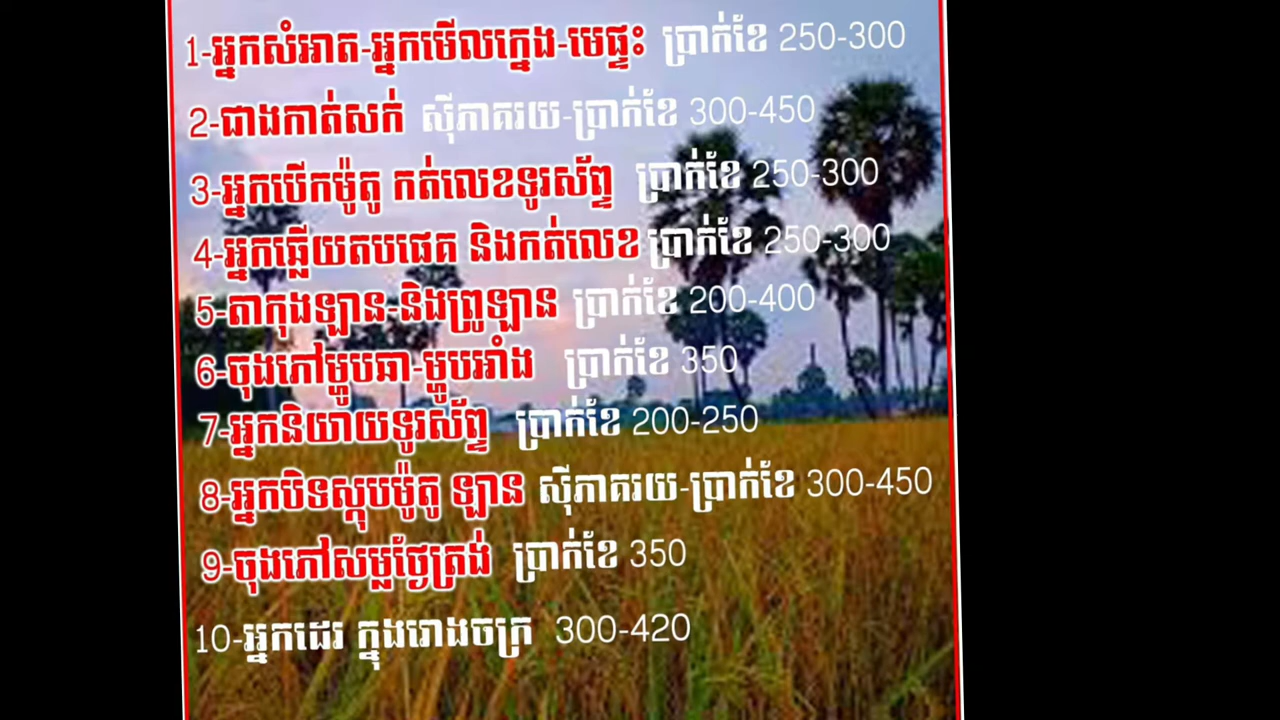 1-អ្នកសំអាត-អ្នកមើលក្មេង-មេផ្ទះ ប្រាក់ខែ 250-300
2-ជាងកាត់សក់ ស៊ីភាគរយ-ប្រាក់ខែ 300-450
3-អ្នកបើកម៉ូតូ កត់លេខទូរស័ព្ទ ប្រាក់ខែ 250-300
4-អ្នកឆ្លើយតបផេគ និងកត់លេខ ប្រាក់ខែ 250-300
5-តាកុងឡាន-និងព្រូឡាន ប្រាក់ខែ 200-400
6-ចុងភៅម្ហូបឆា-ម្ហូបអាំង ប្រាក់ខែ 350
7-អ្នកនិយាយទូរស័ព្ទ ប្រាក់ខែ 200-250
8-អ្នកបិទស្កុបម៉ូតូ ឡាន ស៊ីភាគរយ-ប្រាក់ខែ 300-450
9-ចុងភៅសម្លថ្ងៃត្រង់ ប្រាក់ខែ 350
10-អ្នកដេរ ក្នុងរោងចក្រ 300-420